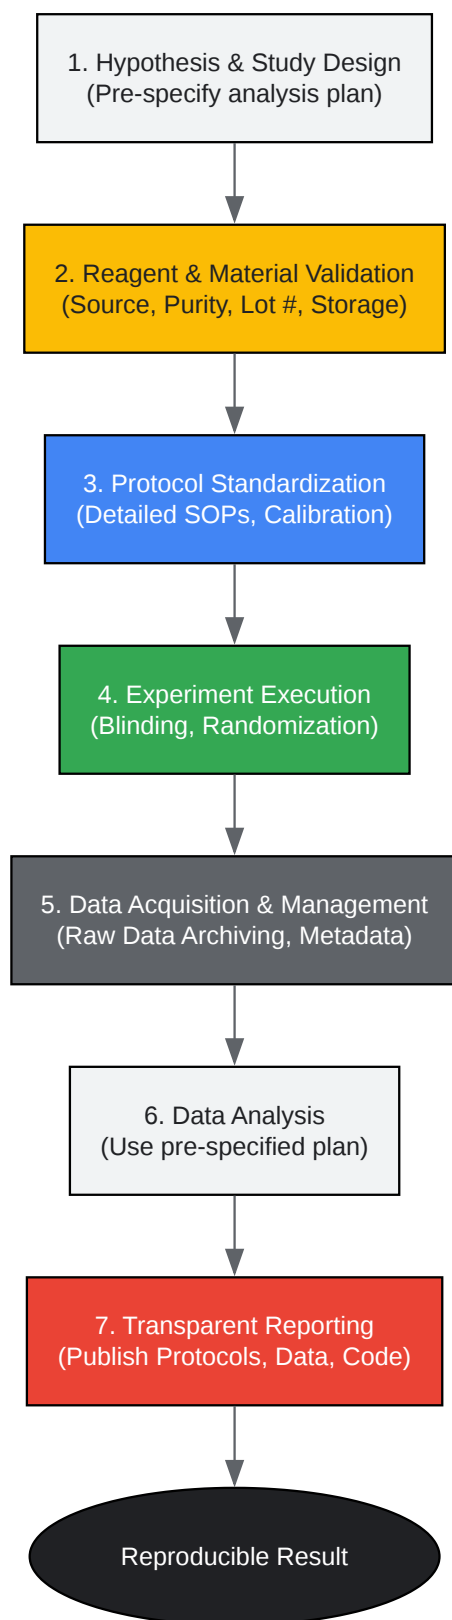 1. Hypothesis & Study Design
(Pre-specify analysis plan)
2. Reagent & Material Validation
(Source, Purity, Lot #, Storage)
3. Protocol Standardization
(Detailed SOPs, Calibration)
4. Experiment Execution
(Blinding, Randomization)
5. Data Acquisition & Management
(Raw Data Archiving, Metadata)
6. Data Analysis
(Use pre-specified plan)
7. Transparent Reporting
(Publish Protocols, Data, Code)
Reproducible Result